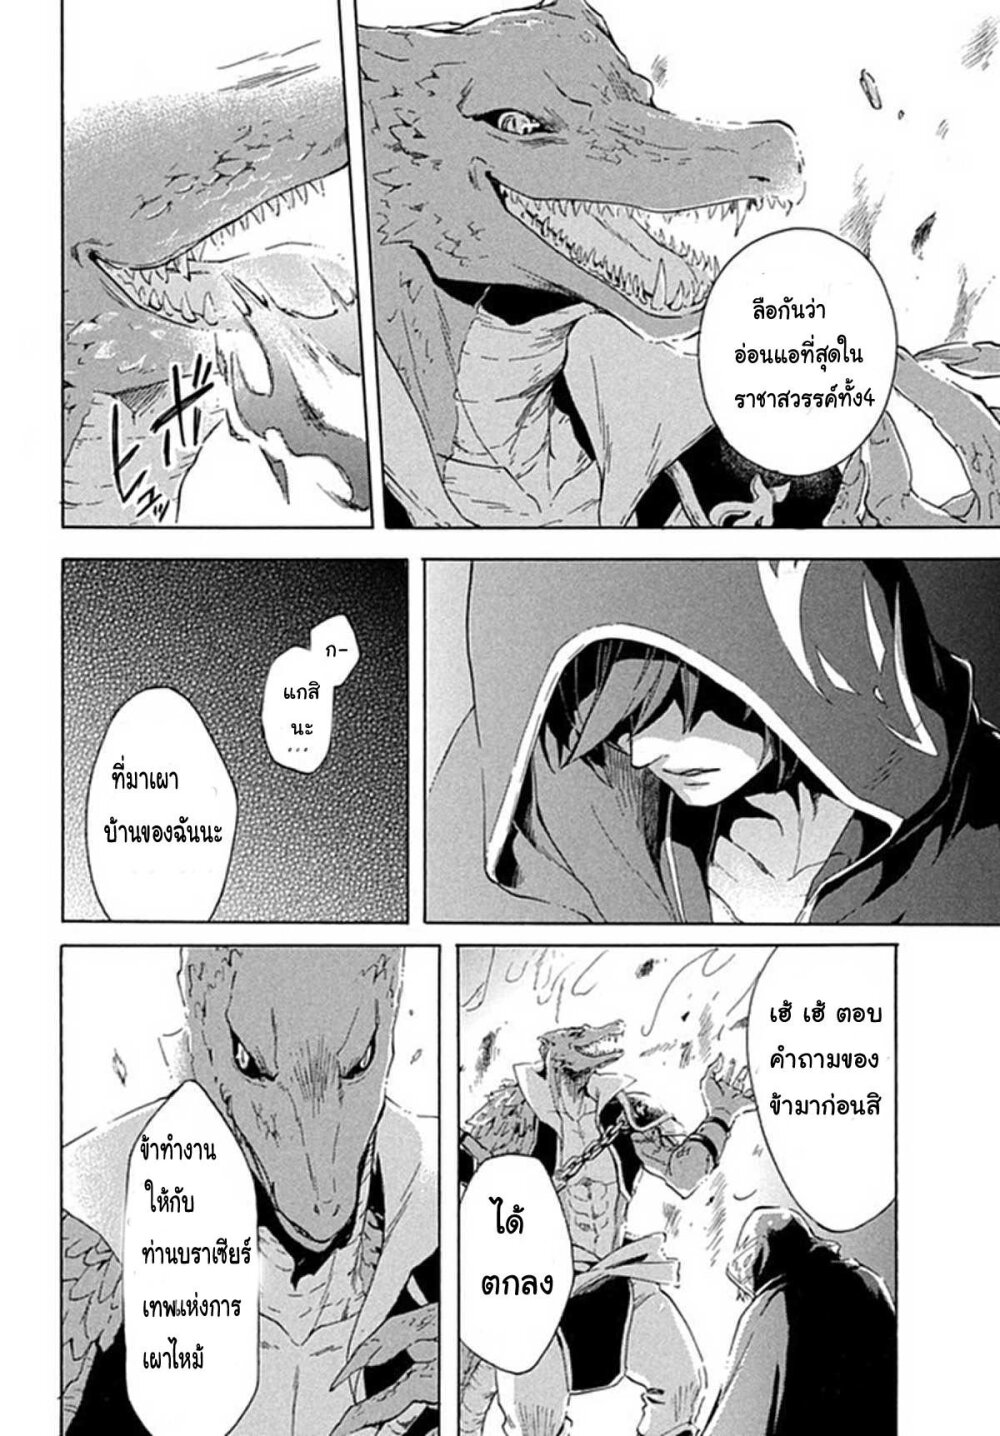 ลือกันว่า
อ่อนแอที่สุดใน
ราชาสวรรค์ทั้ง4
ก-
แกสิ
นะ
...
ที่มาเผา
บ้านของฉันนะ
เฮ้ เฮ้ ตอบ
คำถามของ
ข้ามาก่อนสิ
ได้
ตกลง
ข้าทำงาน
ให้กับ
ท่านบราเซียร์
เทพแห่งการ
เผาไหม้